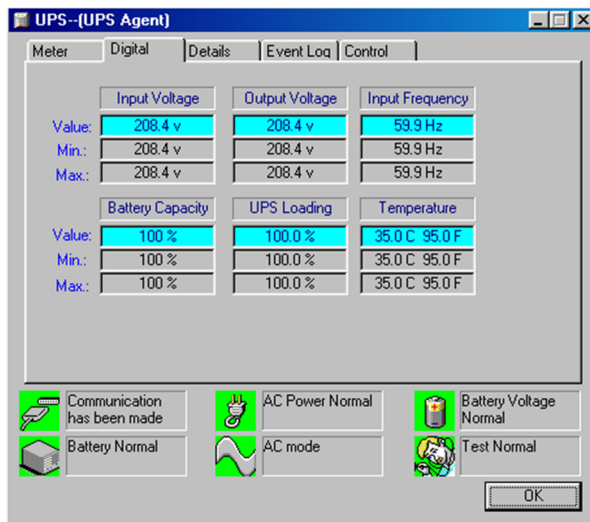 UPS--(UPS Agent)
Meter Digital Details Event Log Control
Input Voltage Output Voltage Input Frequency
Value: 208.4 v 208.4 v 59.9 Hz
Min.: 208.4 v 208.4 v 59.9 Hz
Max.: 208.4 v 208.4 v 59.9 Hz
Battery Capacity UPS Loading Temperature
Value: 100 % 100.0 % 35.0 C 95.0 F
Min.: 100 % 100.0 % 35.0 C 95.0 F
Max.: 100 % 100.0 % 35.0 C 95.0 F
Communication
has been made
AC Power Normal
Battery Voltage
Normal
Battery Normal
AC mode
Test Normal
OK